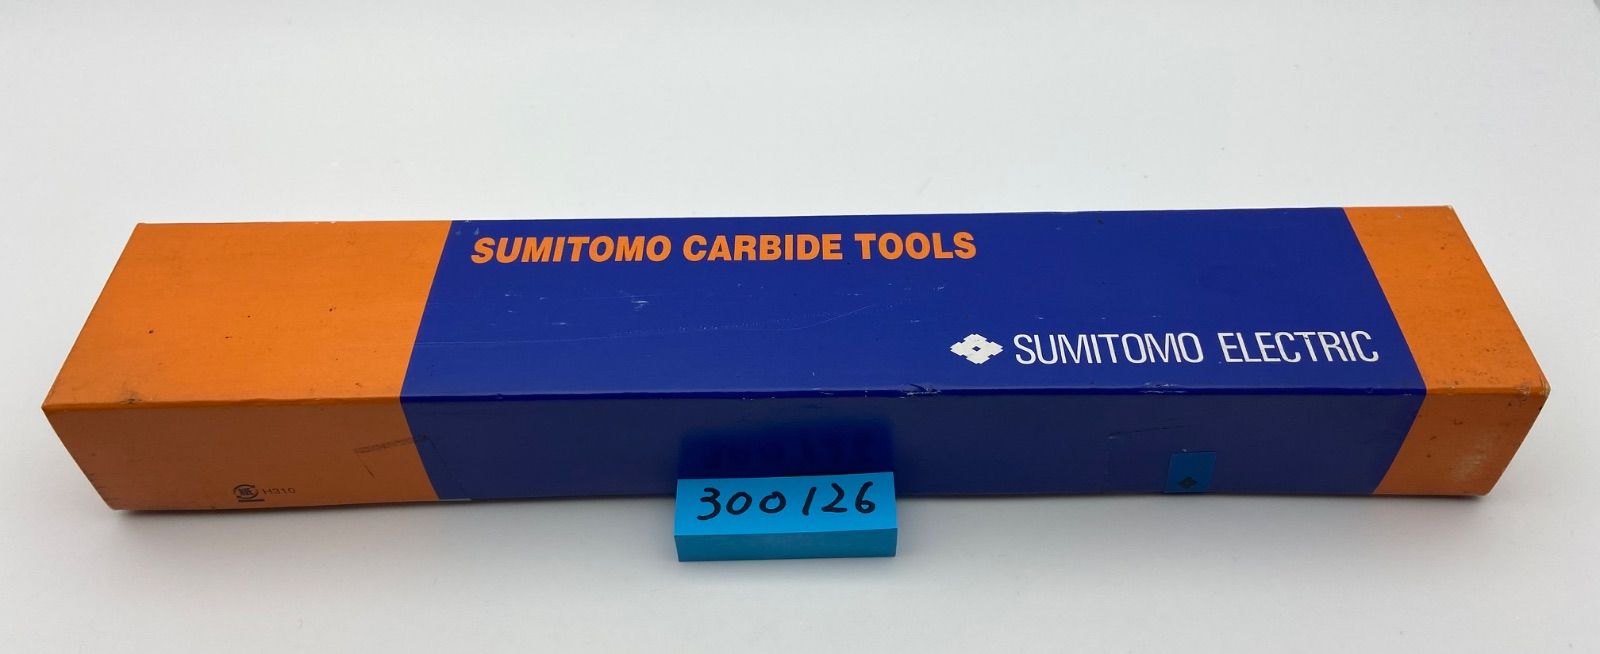 SUMITOMO CARBIDE TOOLS
SUMITOMO ELECTRIC
H310
300126